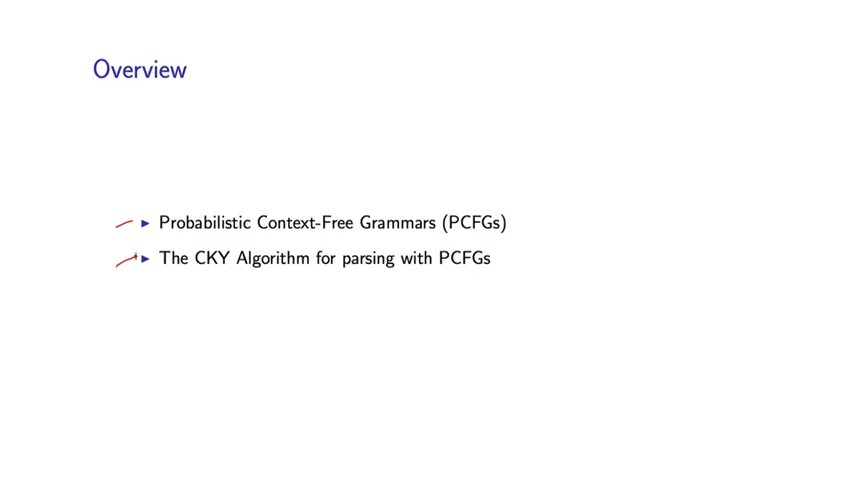 Overview
Probabilistic Context-Free Grammars (PCFGs)
The CKY Algorithm for parsing with PCFGs